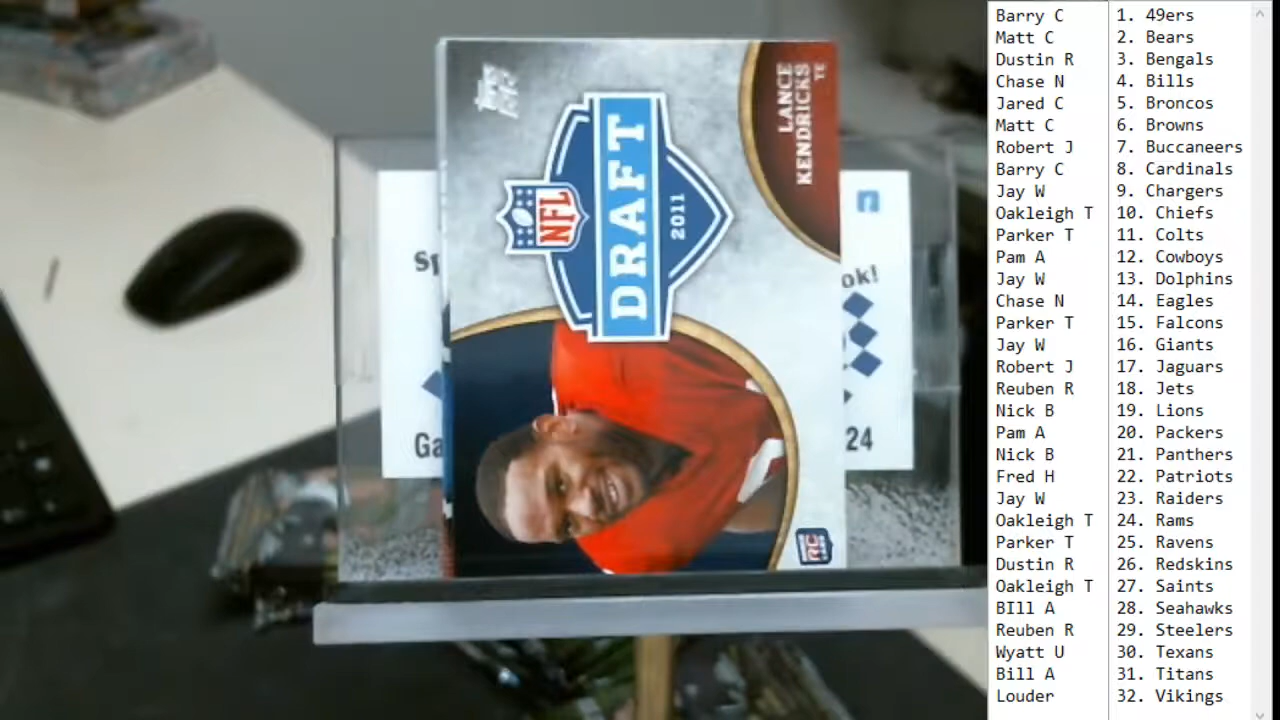 topps
LANCE
KENDRICKS
TE
NFL
DRAFT
2011
RC
ok!
24
Barry C 1. 49ers
Matt C 2. Bears
Dustin R 3. Bengals
Chase N 4. Bills
Jared C 5. Broncos
Matt C 6. Browns
Robert J 7. Buccaneers
Barry C 8. Cardinals
Jay W 9. Chargers
Oakleigh T 10. Chiefs
Parker T 11. Colts
Pam A 12. Cowboys
Jay W 13. Dolphins
Chase N 14. Eagles
Parker T 15. Falcons
Jay W 16. Giants
Robert J 17. Jaguars
Reuben R 18. Jets
Nick B 19. Lions
Pam A 20. Packers
Nick B 21. Panthers
Fred H 22. Patriots
Jay W 23. Raiders
Oakleigh T 24. Rams
Parker T 25. Ravens
Dustin R 26. Redskins
Oakleigh T 27. Saints
BIll A 28. Seahawks
Reuben R 29. Steelers
Wyatt U 30. Texans
Bill A 31. Titans
Louder 32. Vikings